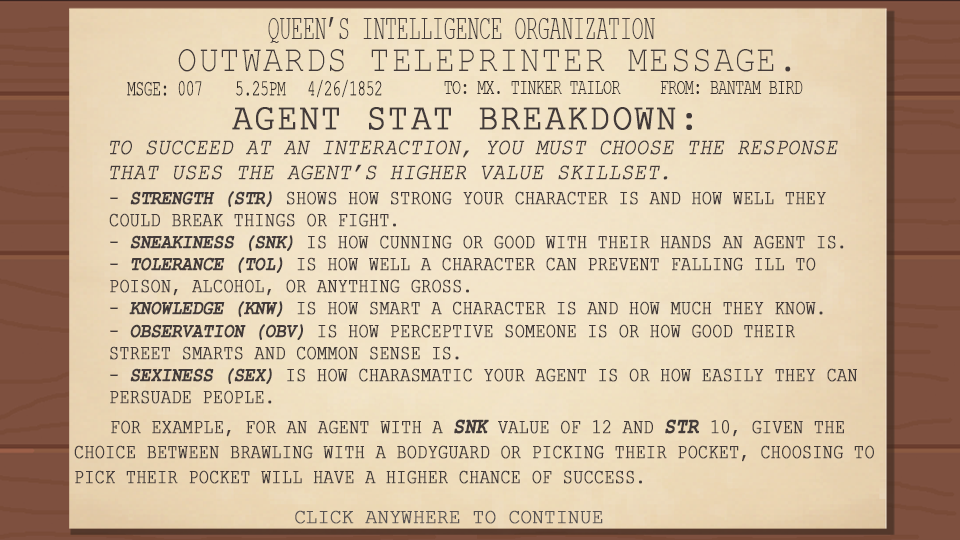 QUEEN'S INTELLIGENCE ORGANIZATION
OUTWARDS TELEPRINTER MESSAGE.
MSGE: 007 5.25PM 4/26/1852 TO: MX. TINKER TAILOR FROM: BANTAM BIRD
AGENT STAT BREAKDOWN:
TO SUCCEED AT AN INTERACTION, YOU MUST CHOOSE THE RESPONSE
THAT USES THE AGENT'S HIGHER VALUE SKILLSET.
- STRENGTH (STR) SHOWS HOW STRONG YOUR CHARACTER IS AND HOW WELL THEY
COULD BREAK THINGS OR FIGHT.
- SNEAKINESS (SNK) IS HOW CUNNING OR GOOD WITH THEIR HANDS AN AGENT IS.
- TOLERANCE (TOL) IS HOW WELL A CHARACTER CAN PREVENT FALLING ILL TO
POISON, ALCOHOL, OR ANYTHING GROSS.
- KNOWLEDGE (KNW) IS HOW SMART A CHARACTER IS AND HOW MUCH THEY KNOW.
- OBSERVATION (OBV) IS HOW PERCEPTIVE SOMEONE IS OR HOW GOOD THEIR
STREET SMARTS AND COMMON SENSE IS.
- SEXINESS (SEX) IS HOW CHARASMATIC YOUR AGENT IS OR HOW EASILY THEY CAN
PERSUADE PEOPLE.
FOR EXAMPLE, FOR AN AGENT WITH A SNK VALUE OF 12 AND STR 10, GIVEN THE
CHOICE BETWEEN BRAWLING WITH A BODYGUARD OR PICKING THEIR POCKET, CHOOSING TO
PICK THEIR POCKET WILL HAVE A HIGHER CHANCE OF SUCCESS.
CLICK ANYWHERE TO CONTINUE